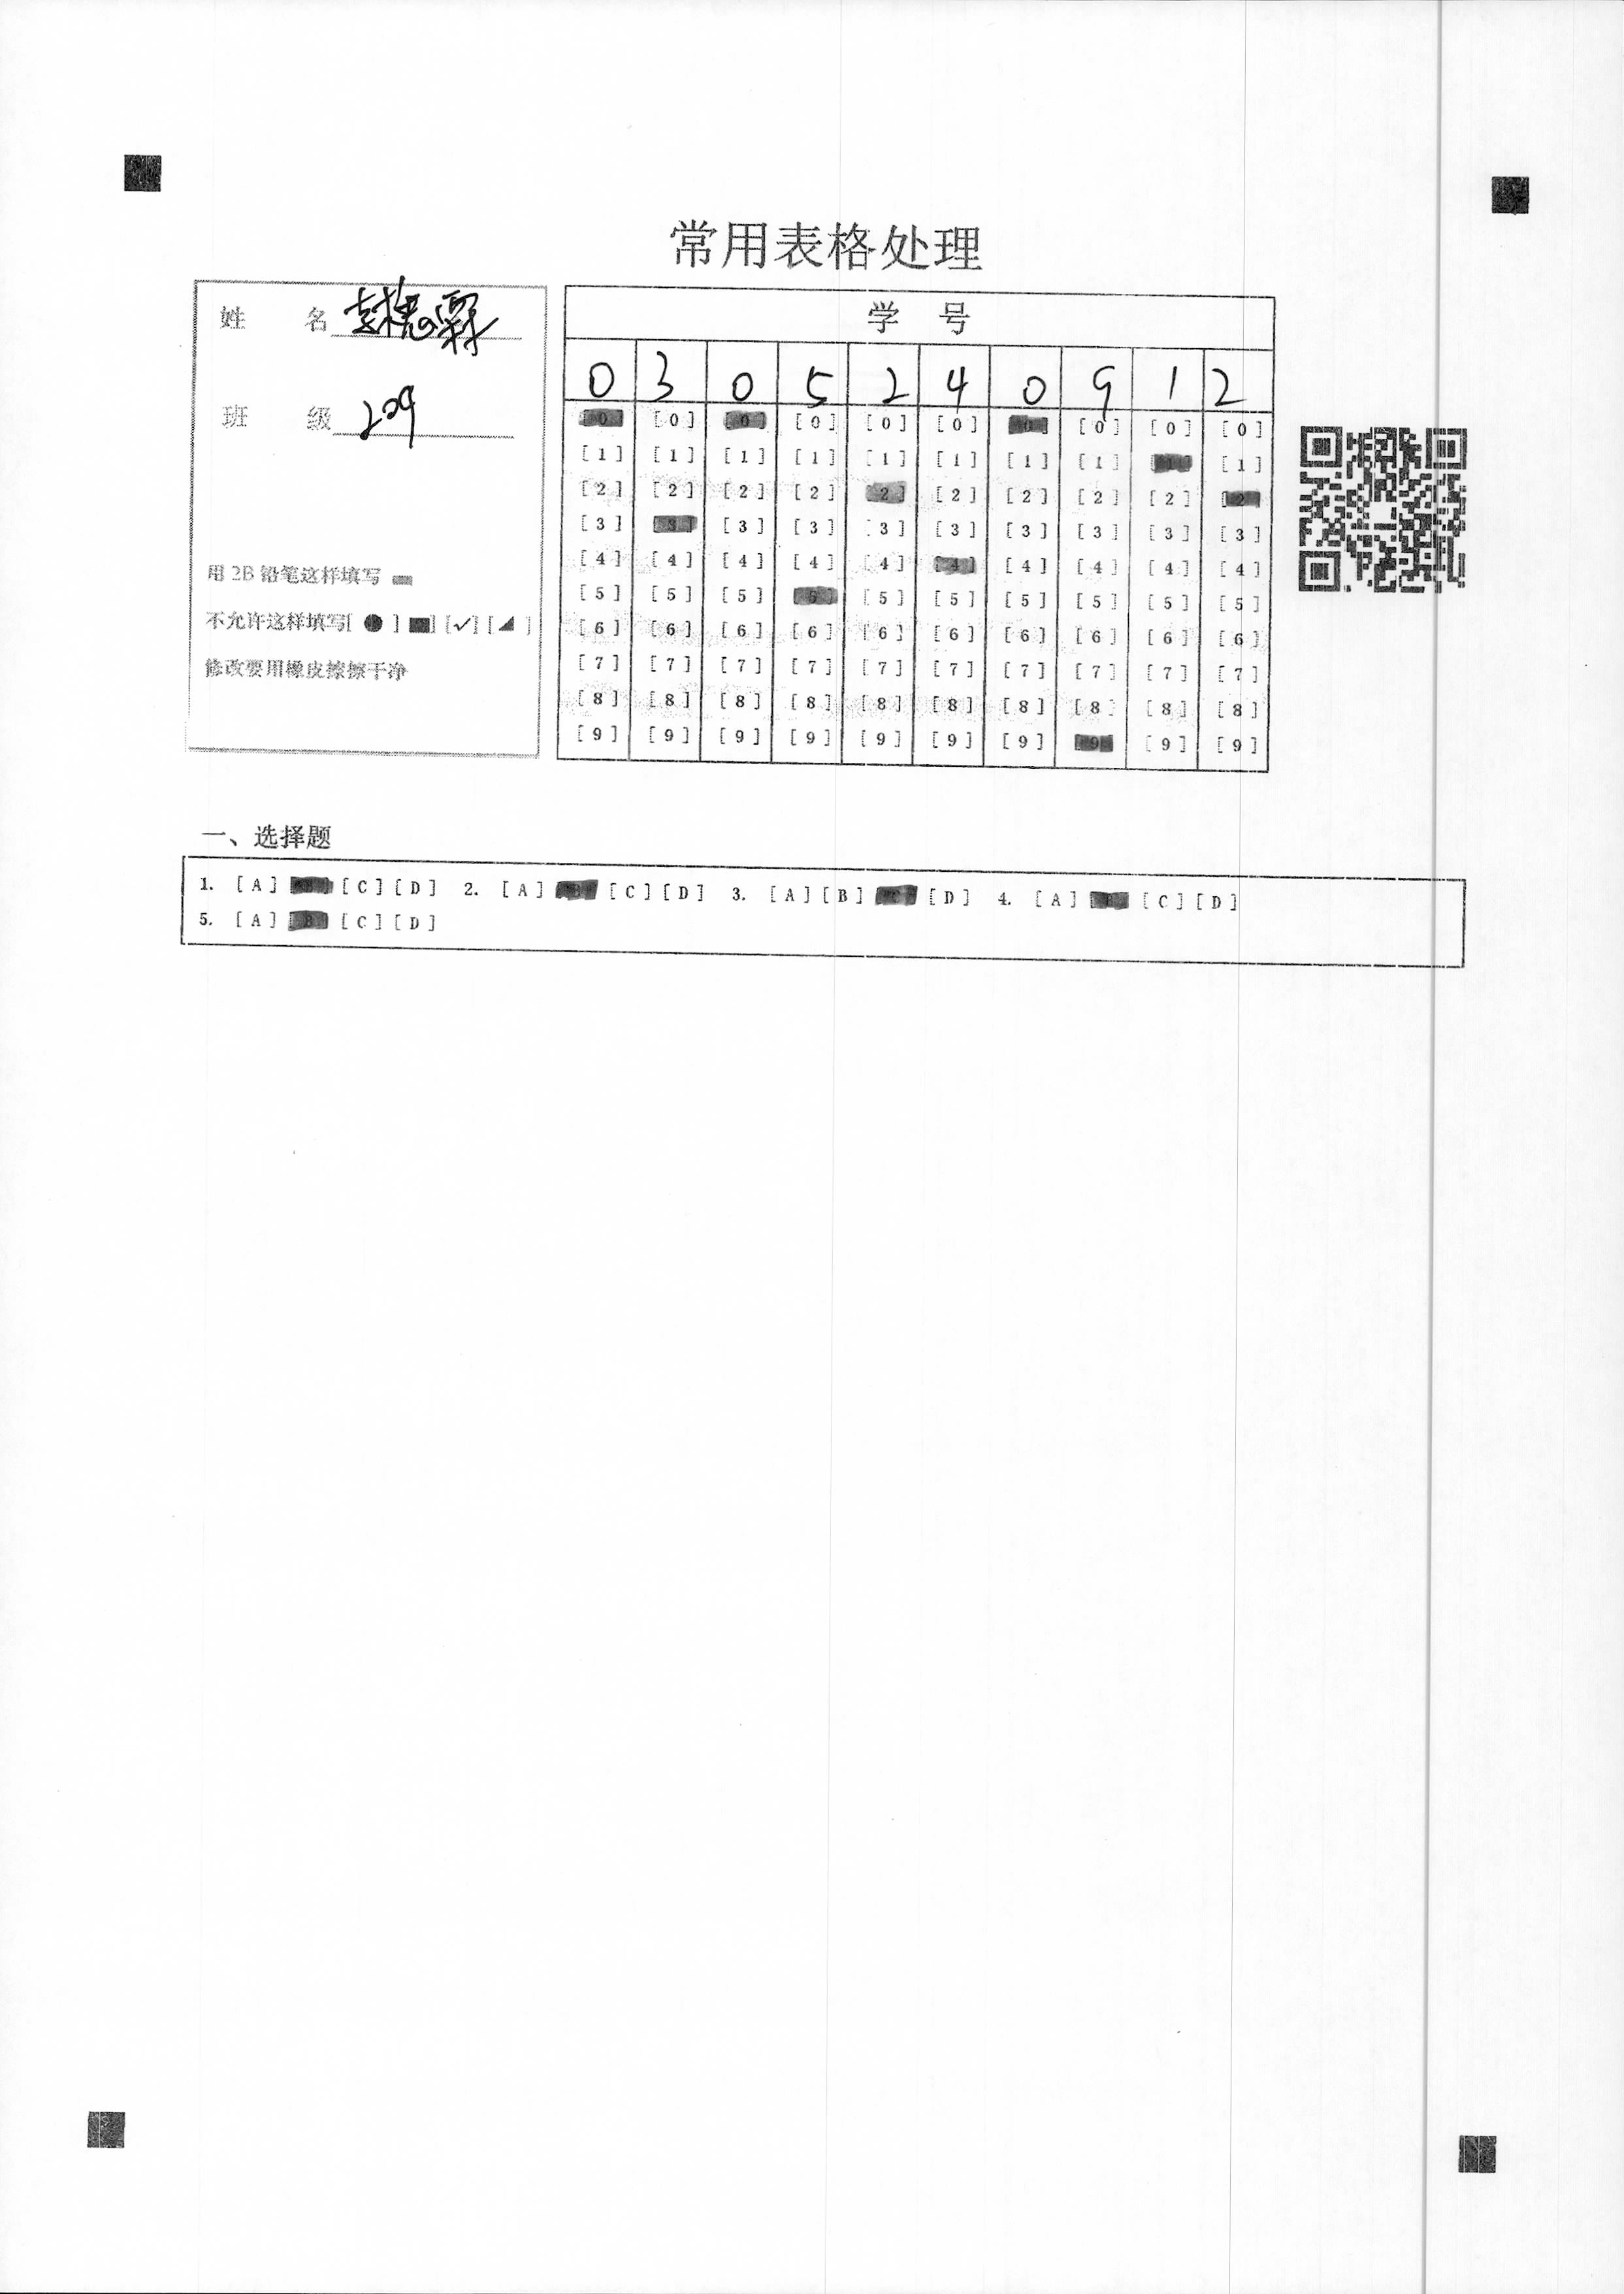 常用表格处理
姓 名
班 级 209
用 2B 铅笔这样填写
不允许这样填写[ ● ] [■] [✓] [◢ ]
修改要用橡皮擦擦干净
学 号
0 3 0 5 2 4 0 9 1 2
[0] [0] [0] [0] [0] [0] [0] [0] [0] [0]
[1] [1] [1] [1] [1] [1] [1] [1] [1] [1]
[2] [2] [2] [2] [2] [2] [2] [2] [2] [2]
[3] [3] [3] [3] [3] [3] [3] [3] [3] [3]
[4] [4] [4] [4] [4] [4] [4] [4] [4] [4]
[5] [5] [5] [5] [5] [5] [5] [5] [5] [5]
[6] [6] [6] [6] [6] [6] [6] [6] [6] [6]
[7] [7] [7] [7] [7] [7] [7] [7] [7] [7]
[8] [8] [8] [8] [8] [8] [8] [8] [8] [8]
[9] [9] [9] [9] [9] [9] [9] [9] [9] [9]
一、选择题
1. [A] [B] [C] [D] 2. [A] [B] [C] [D] 3. [A] [B] [C] [D] 4. [A] [B] [C] [D]
5. [A] [B] [C] [D]